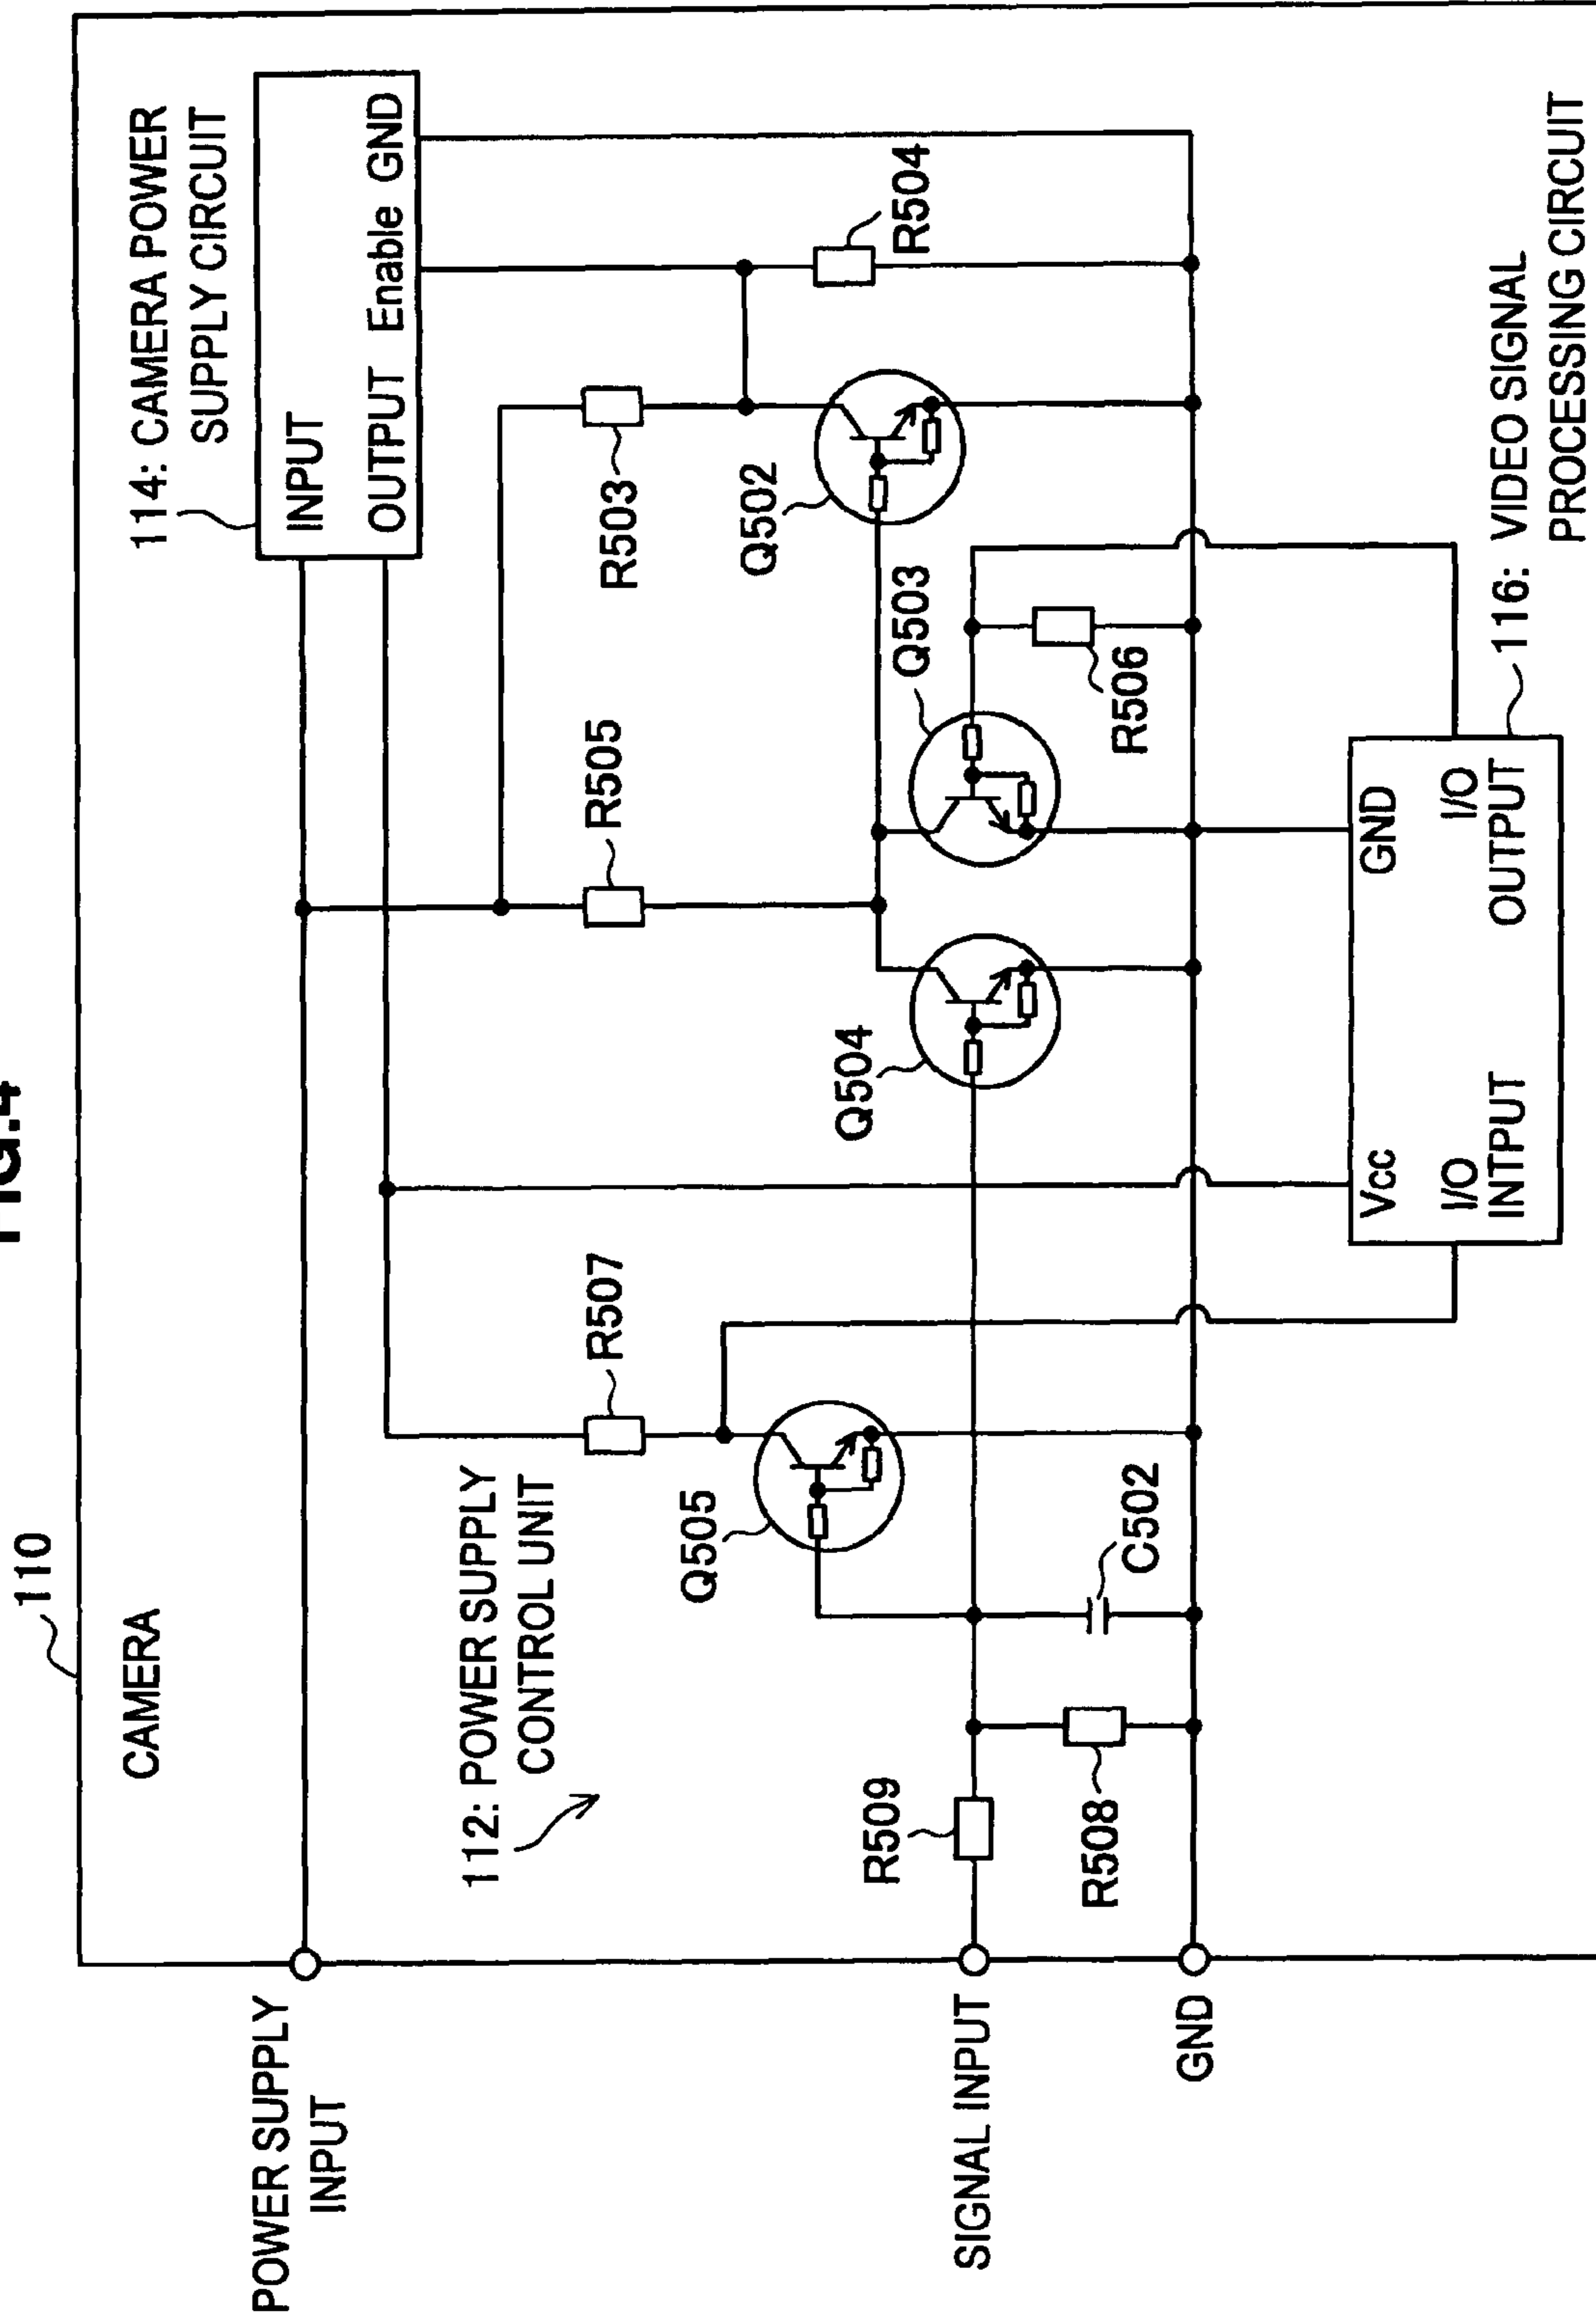 FIG.4
110
CAMERA
114: CAMERA POWER
SUPPLY CIRCUIT
INPUT
OUTPUT Enable GND
POWER SUPPLY
INPUT
112: POWER SUPPLY
CONTROL UNIT
R507
R505
R503
Q505
Q502
R504
Q504
Q503
R509
SIGNAL INPUT
R508
C502
R506
GND
Vcc
GND
I/O
INTPUT
I/O
OUTPUT
116: VIDEO SIGNAL
PROCESSING CIRCUIT